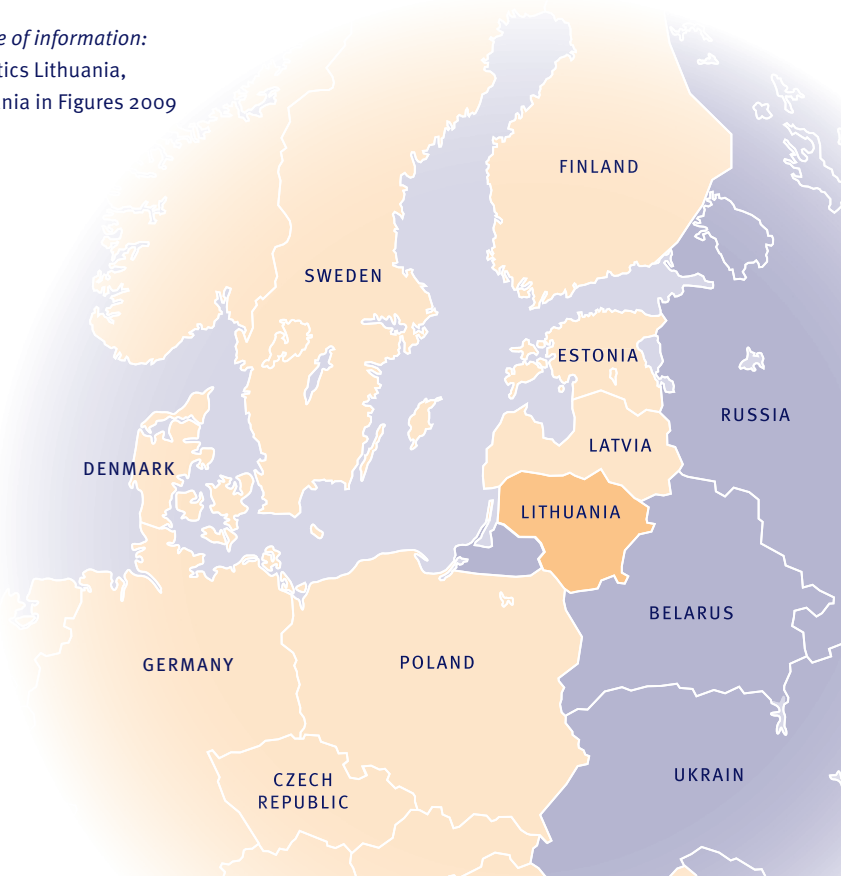 e of information:
tics Lithuania,
nia in Figures 2009
FINLAND
SWEDEN
ESTONIA
RUSSIA
LATVIA
DENMARK
LITHUANIA
BELARUS
GERMANY
POLAND
UKRAIN
CZECH
REPUBLIC